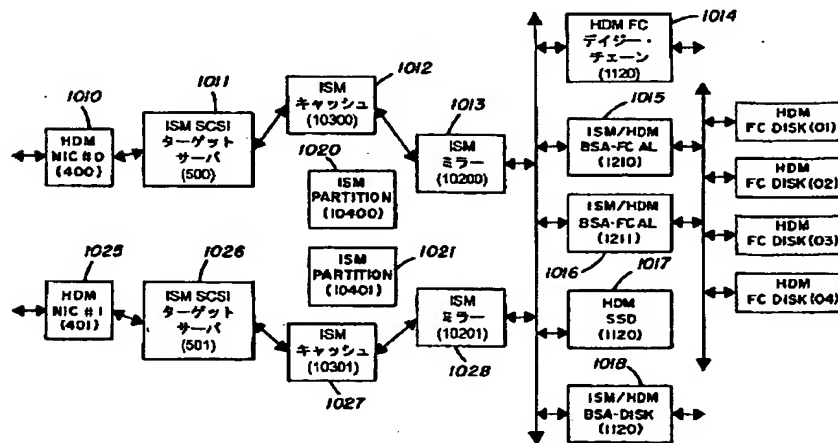 1010
HDM
NIC #0
(400)
1011
ISM SCSI
ターゲット
サーバ
(500)
1012
ISM
キャッシュ
(10300)
1020
ISM
PARTITION
(10400)
1013
ISM
ミラー
(10200)
1025
HDM
NIC #1
(401)
1026
ISM SCSI
ターゲット
サーバ
(501)
1021
ISM
PARTITION
(10401)
ISM
キャッシュ
(10301)
1027
ISM
ミラー
(10201)
1028
1014
HDM FC
デイジー・
チェーン
(1120)
1015
ISM/HDM
BSA-FC AL
(1210)
ISM/HDM
BSA-FC AL
(1211)
1016
1017
HDM
SSD
(1120)
1018
ISM/HDM
BSA-DISK
(1120)
HDM
FC DISK(01)
HDM
FC DISK(02)
HDM
FC DISK(03)
HDM
FC DISK(04)